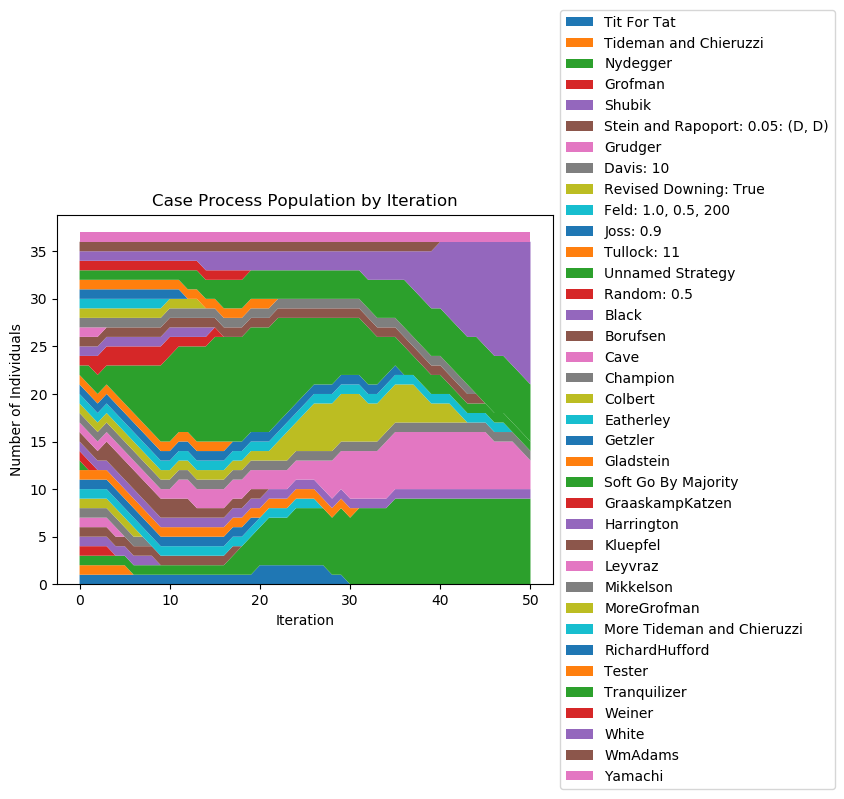 Case Process Population by Iteration
Number of Individuals
35
30
25
20
15
10
5
0
0 10 20 30 40 50
Iteration
Tit For Tat
Tideman and Chieruzzi
Nydegger
Grofman
Shubik
Stein and Rapoport: 0.05: (D, D)
Grudger
Davis: 10
Revised Downing: True
Feld: 1.0, 0.5, 200
Joss: 0.9
Tullock: 11
Unnamed Strategy
Random: 0.5
Black
Borufsen
Cave
Champion
Colbert
Eatherley
Getzler
Gladstein
Soft Go By Majority
GraaskampKatzen
Harrington
Kluepfel
Leyvraz
Mikkelson
MoreGrofman
More Tideman and Chieruzzi
RichardHufford
Tester
Tranquilizer
Weiner
White
WmAdams
Yamachi